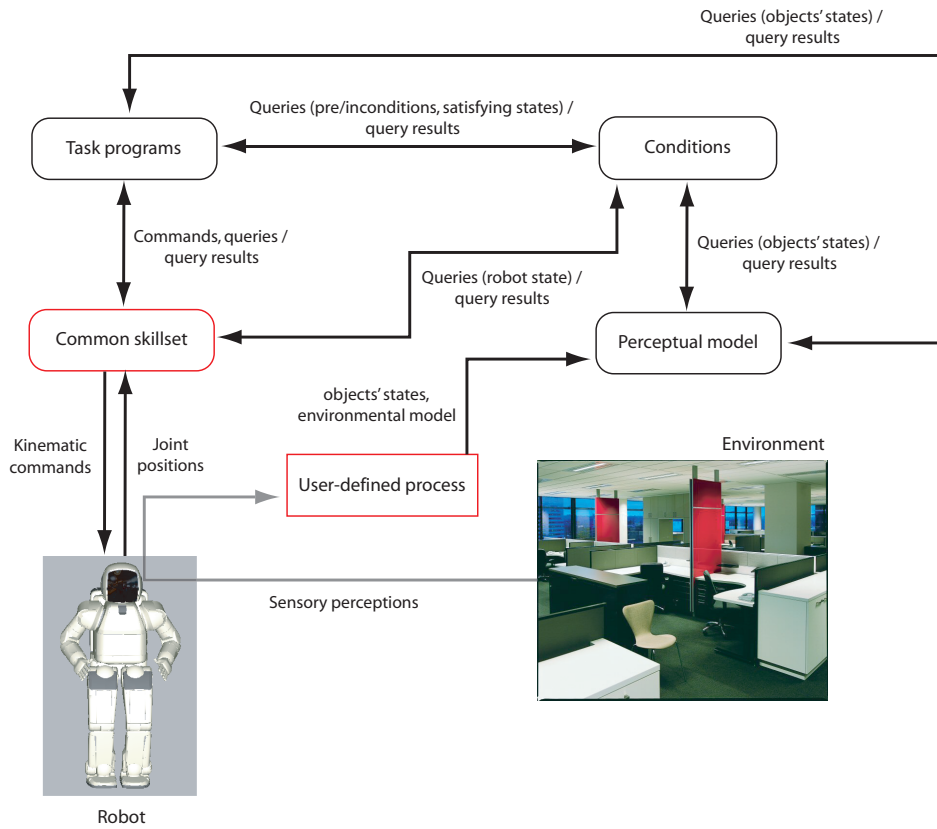 Queries (objects' states) /
query results
Queries (pre/inconditions, satisfying states) /
query results
Task programs
Conditions
Commands, queries /
query results
Queries (objects' states) /
query results
Queries (robot state) /
query results
Common skillset
Perceptual model
objects' states,
environmental model
Kinematic
commands
Joint
positions
Environment
User-defined process
Sensory perceptions
Robot